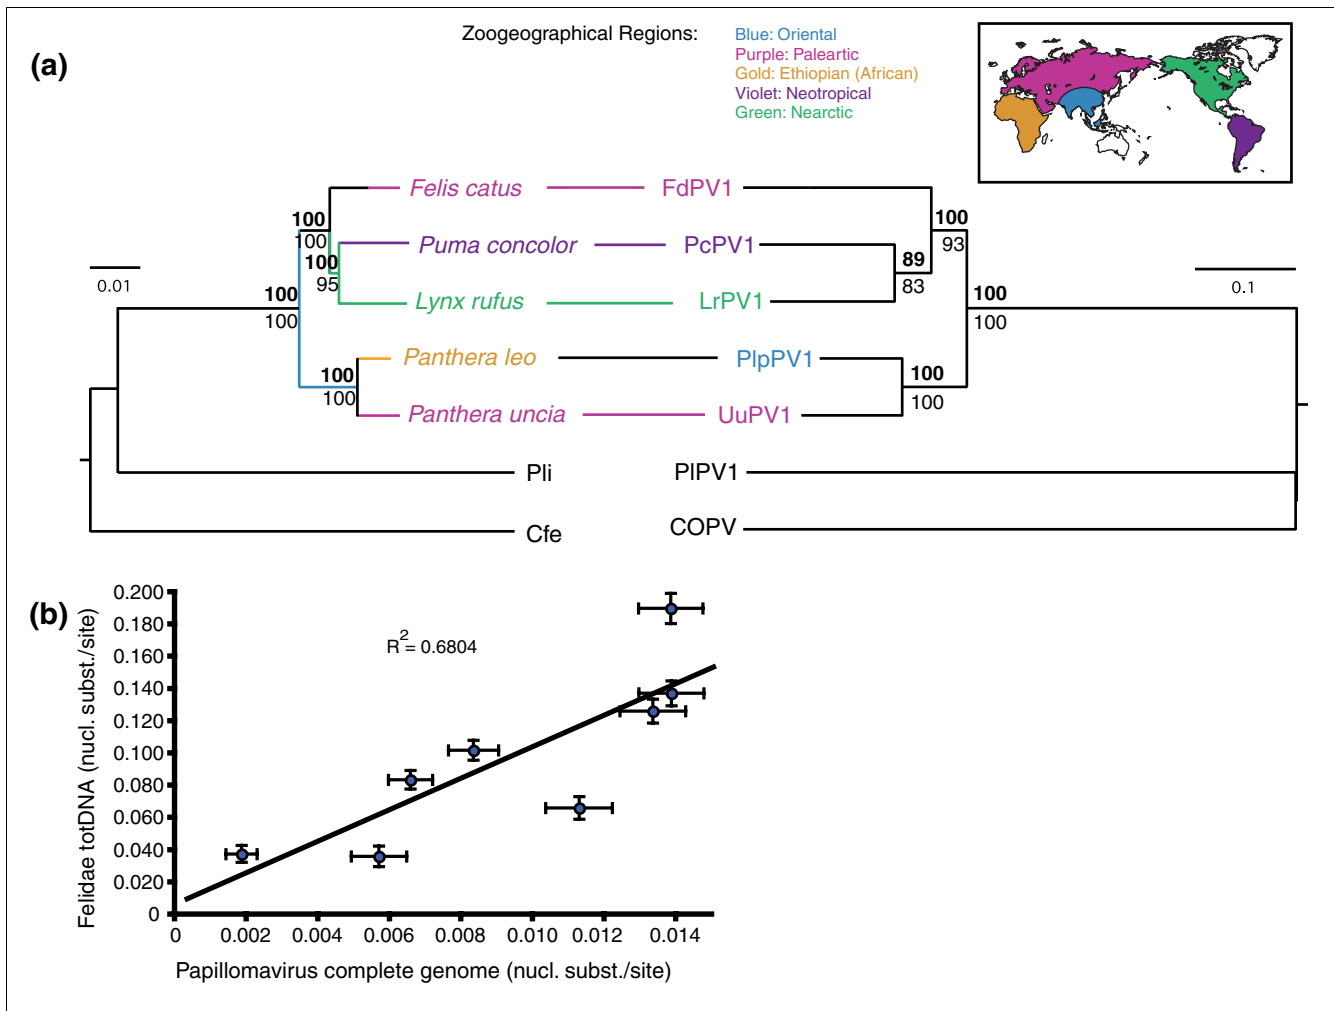 (a)
Zoogeographical Regions:
Blue: Oriental
Purple: Paleartic
Gold: Ethiopian (African)
Violet: Neotropical
Green: Nearctic
Felis catus
FdPV1
100
100
100
93
Puma concolor
PcPV1
100
95
89
83
0.01
0.1
Lynx rufus
LrPV1
100
100
100
100
Panthera leo
PlpPV1
100
100
100
100
Panthera uncia
UuPV1
Pli
PlPV1
Cfe
COPV
(b)
Felidae totDNA (nucl. subst./site)
0.200
0.180
0.160
0.140
0.120
0.100
0.080
0.060
0.040
0.020
0
R2 = 0.6804
0 0.002 0.004 0.006 0.008 0.010 0.012 0.014
Papillomavirus complete genome (nucl. subst./site)